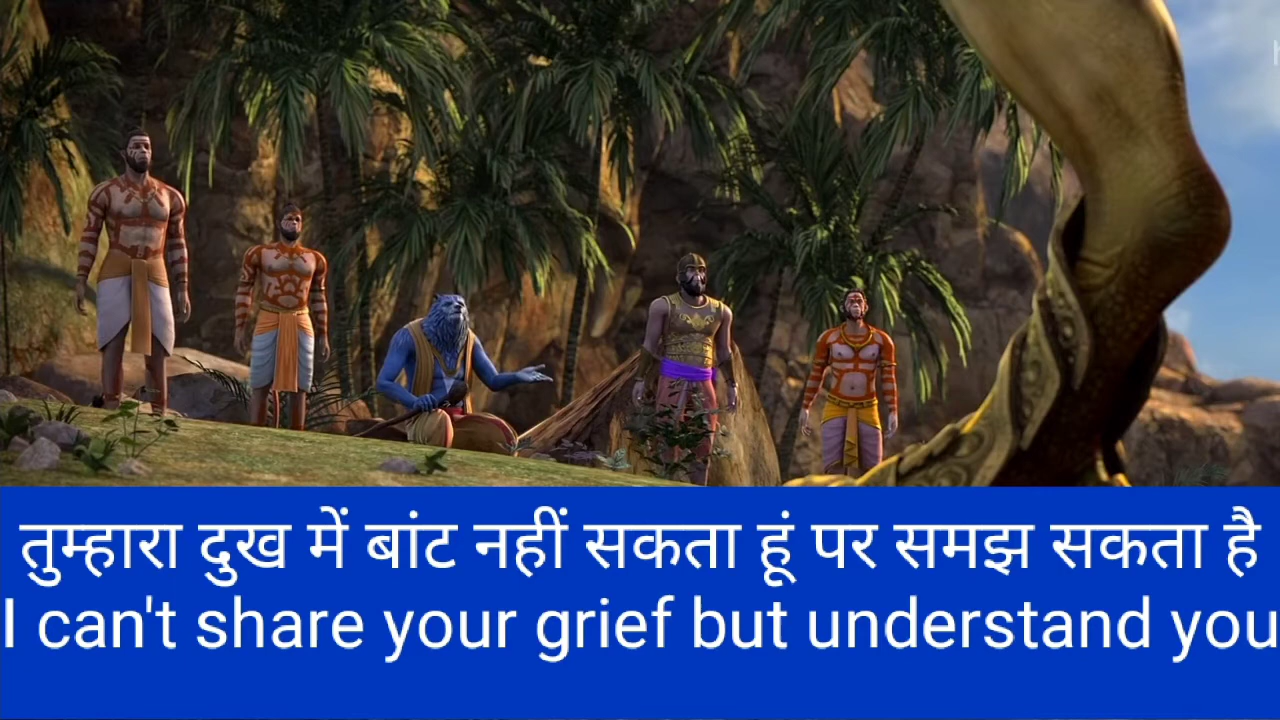 तुम्हारा दुख में बांट नहीं सकता हूं पर समझ सकता है
I can't share your grief but understand you